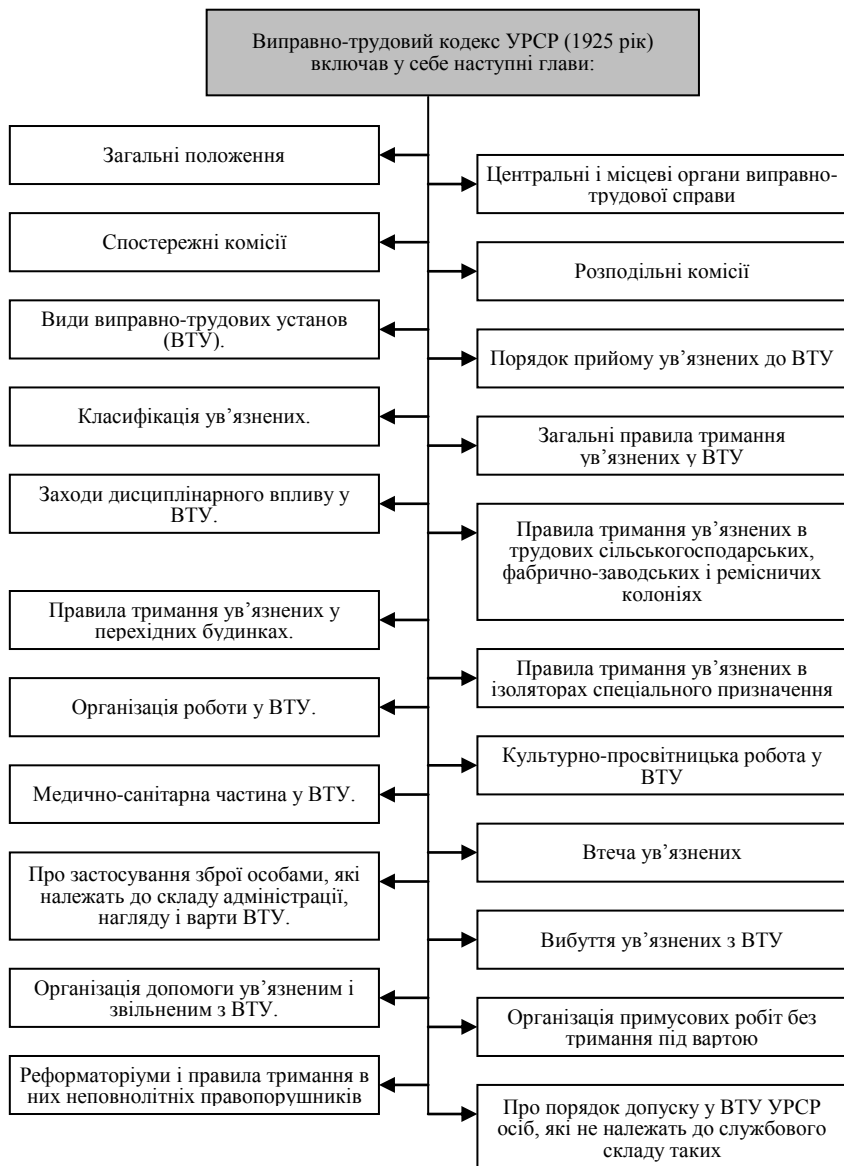 Виправно-трудовий кодекс УРСР (1925 рік)
включав у себе наступні глави:
Загальні положення
Центральні і місцеві органи виправно-
трудової справи
Спостережні комісії
Розподільні комісії
Види виправно-трудових установ
(ВТУ).
Порядок прийому ув’язнених до ВТУ
Класифікація ув’язнених.
Загальні правила тримання
ув’язнених у ВТУ
Заходи дисциплінарного впливу у
ВТУ.
Правила тримання ув’язнених в
трудових сільськогосподарських,
фабрично-заводських і ремісничих
колоніях
Правила тримання ув’язнених у
перехідних будинках.
Правила тримання ув’язнених в
ізоляторах спеціального призначення
Організація роботи у ВТУ.
Культурно-просвітницька робота у
ВТУ
Медично-санітарна частина у ВТУ.
Втеча ув’язнених
Про застосування зброї особами, які
належать до складу адміністрації,
нагляду і варти ВТУ.
Вибуття ув’язнених з ВТУ
Організація допомоги ув’язненим і
звільненим з ВТУ.
Організація примусових робіт без
тримання під вартою
Реформаторіуми і правила тримання в
них неповнолітніх правопорушників
Про порядок допуску у ВТУ УРСР
осіб, які не належать до службового
складу таких